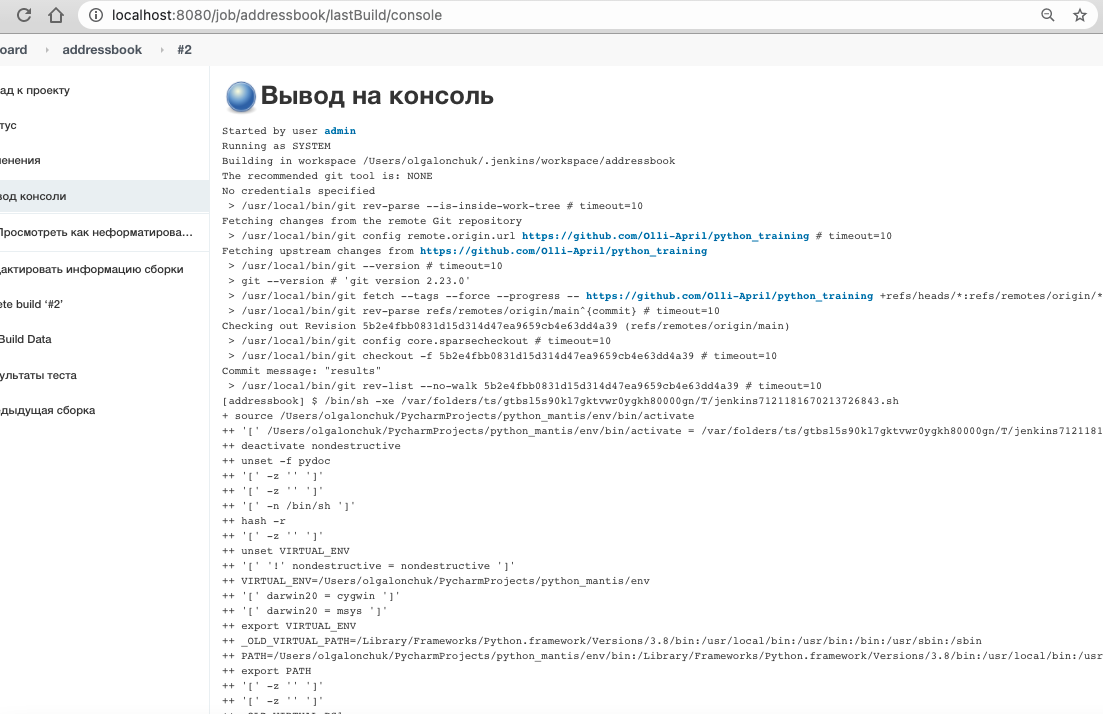 localhost:8080/job/addressbook/lastBuild/console
oard addressbook #2
ад к проекту
тус
енения
вод консоли
Просмотреть как неформатирова...
дактировать информацию сборки
ete build ‘#2’
Build Data
ультаты теста
дыдущая сборка
Вывод на консоль
Started by user admin
Running as SYSTEM
Building in workspace /Users/olgalonchuk/.jenkins/workspace/addressbook
The recommended git tool is: NONE
No credentials specified
> /usr/local/bin/git rev-parse --is-inside-work-tree # timeout=10
Fetching changes from the remote Git repository
> /usr/local/bin/git config remote.origin.url https://github.com/Olli-April/python_training # timeout=10
Fetching upstream changes from https://github.com/Olli-April/python_training
> /usr/local/bin/git --version # timeout=10
> git --version # 'git version 2.23.0'
> /usr/local/bin/git fetch --tags --force --progress -- https://github.com/Olli-April/python_training +refs/heads/*:refs/remotes/origin/*
> /usr/local/bin/git rev-parse refs/remotes/origin/main^{commit} # timeout=10
Checking out Revision 5b2e4fbb0831d15d314d47ea9659cb4e63dd4a39 (refs/remotes/origin/main)
> /usr/local/bin/git config core.sparsecheckout # timeout=10
> /usr/local/bin/git checkout -f 5b2e4fbb0831d15d314d47ea9659cb4e63dd4a39 # timeout=10
Commit message: "results"
> /usr/local/bin/git rev-list --no-walk 5b2e4fbb0831d15d314d47ea9659cb4e63dd4a39 # timeout=10
[addressbook] $ /bin/sh -xe /var/folders/ts/gtbsl5s90kl7gktvwr0ygkh80000gn/T/jenkins7121181670213726843.sh
+ source /Users/olgalonchuk/PycharmProjects/python_mantis/env/bin/activate
++ '[' /Users/olgalonchuk/PycharmProjects/python_mantis/env/bin/activate = /var/folders/ts/gtbsl5s90kl7gktvwr0ygkh80000gn/T/jenkins7121181
++ deactivate nondestructive
++ unset -f pydoc
++ '[' -z '' ']'
++ '[' -z '' ']'
++ '[' -n /bin/sh ']'
++ hash -r
++ '[' -z '' ']'
++ unset VIRTUAL_ENV
++ '[' '!' nondestructive = nondestructive ']'
++ VIRTUAL_ENV=/Users/olgalonchuk/PycharmProjects/python_mantis/env
++ '[' darwin20 = cygwin ']'
++ '[' darwin20 = msys ']'
++ export VIRTUAL_ENV
++ _OLD_VIRTUAL_PATH=/Library/Frameworks/Python.framework/Versions/3.8/bin:/usr/local/bin:/usr/bin:/bin:/usr/sbin:/sbin
++ PATH=/Users/olgalonchuk/PycharmProjects/python_mantis/env/bin:/Library/Frameworks/Python.framework/Versions/3.8/bin:/usr/local/bin:/usr
++ export PATH
++ '[' -z '' ']'
++ '[' -z '' ']'